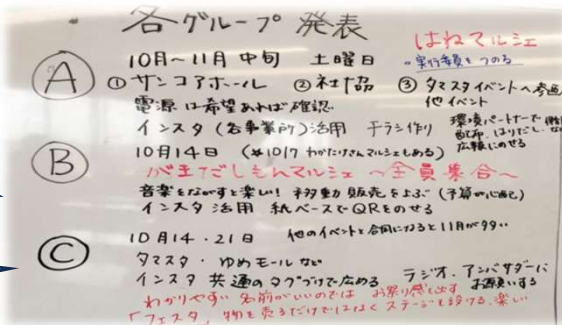 各グループ 発表
Ⓐ 10月～11月 中旬 土曜日
はねマルシェ
・実行委員をつのる
① サンコアホール ② 社協 ③ タマスタイベントへ参画
他イベント
電源は希望あれば確認
インスタ(各事業所)活用 チラシ作り
環境パートナーで
配布、はりだし、
広報にのせる
Ⓑ 10月14日 (※10/7 わがたけさんマルシェもある)
マルシェ ～全員集合～
音楽をながすと楽しい! 移動販売をよぶ (予算が心配)
インスタ活用 紙ベースでQRをのせる
Ⓒ 10月14・21日 他のイベントと合同になると11月が多い
タマスタ・ゆめモールなど
インスタ共通のタグづけで広める ラジオ、アンバサダーに
お願いする
わかりやすい名前がいいのでは お祭り感を出す
「フェスタ」物を売るだけではなくステージを設ける、楽しい